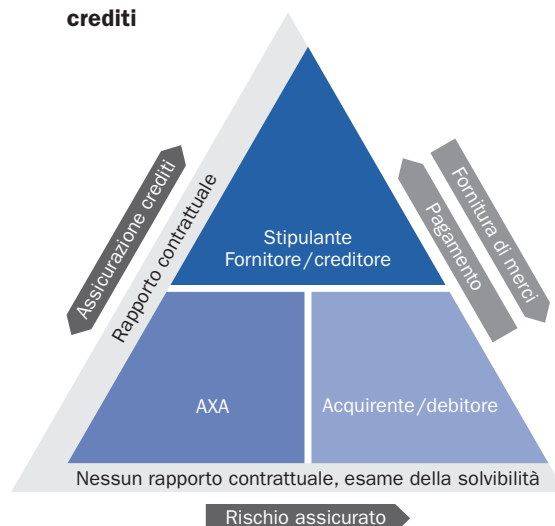 crediti
Assicurazione crediti
Rapporto contrattuale
Stipulante
Fornitore/creditore
Pagamento
Fornitura di merci
AXA
Acquirente/debitore
Nessun rapporto contrattuale, esame della solvibilità
Rischio assicurato